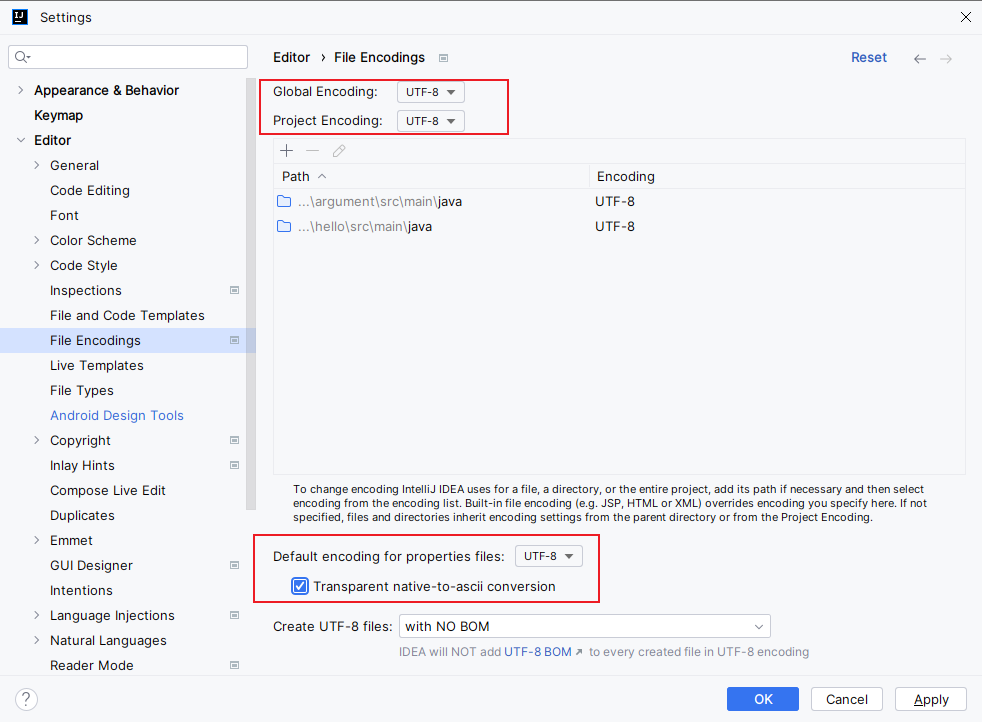 IJ
Settings
Appearance & Behavior
Keymap
Editor
General
Code Editing
Font
Color Scheme
Code Style
Inspections
File and Code Templates
File Encodings
Live Templates
File Types
Android Design Tools
Copyright
Inlay Hints
Compose Live Edit
Duplicates
Emmet
GUI Designer
Intentions
Language Injections
Natural Languages
Reader Mode
Editor › File Encodings
Reset
Global Encoding: UTF-8
Project Encoding: UTF-8
Path Encoding
...\argument\src\main\java UTF-8
...\hello\src\main\java UTF-8
To change encoding IntelliJ IDEA uses for a file, a directory, or the entire project, add its path if necessary and then select
encoding from the encoding list. Built-in file encoding (e.g. JSP, HTML or XML) overrides encoding you specify here. If not
specified, files and directories inherit encoding settings from the parent directory or from the Project Encoding.
Default encoding for properties files: UTF-8
Transparent native-to-ascii conversion
Create UTF-8 files: with NO BOM
IDEA will NOT add UTF-8 BOM ↗ to every created file in UTF-8 encoding
?
OK Cancel Apply